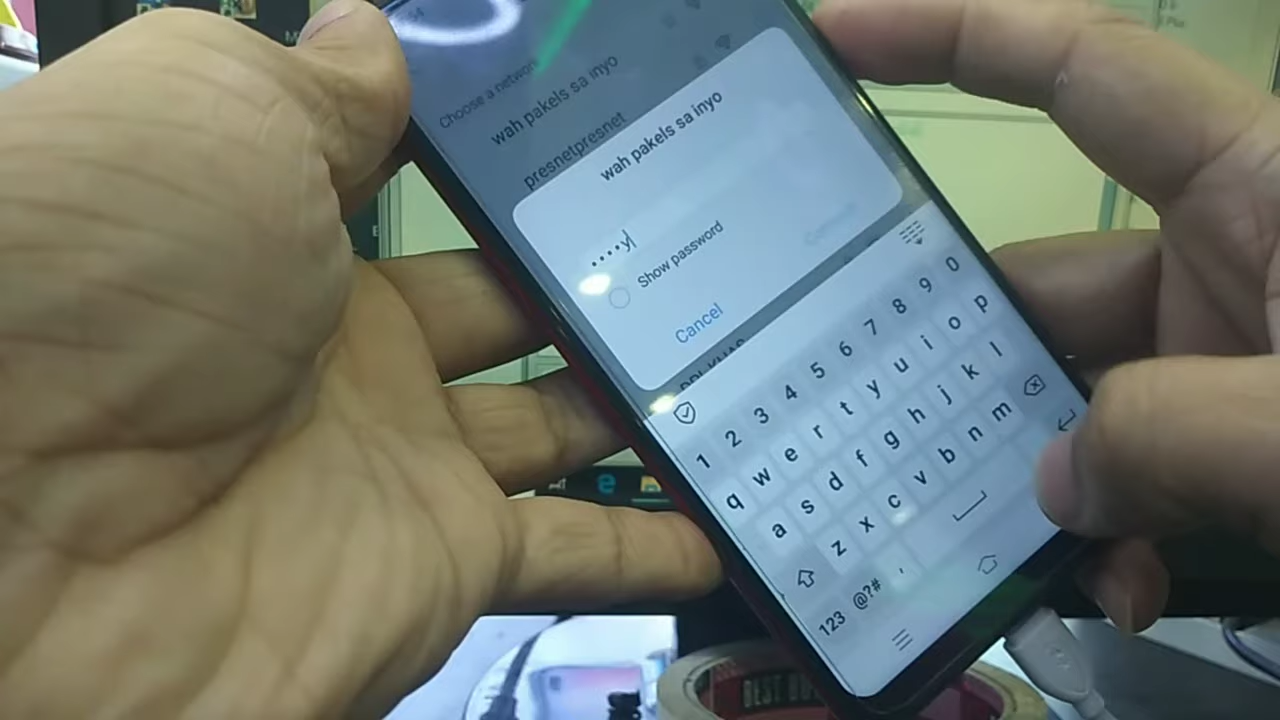 Choose a network
wah pakels sa inyo
presnetpresnet
wah pakels sa inyo
••••y
Show password
Cancel
1 2 3 4 5 6 7 8 9 0
q w e r t y u i o p
a s d f g h j k l
z x c v b n m
123 @?# ,
BEST